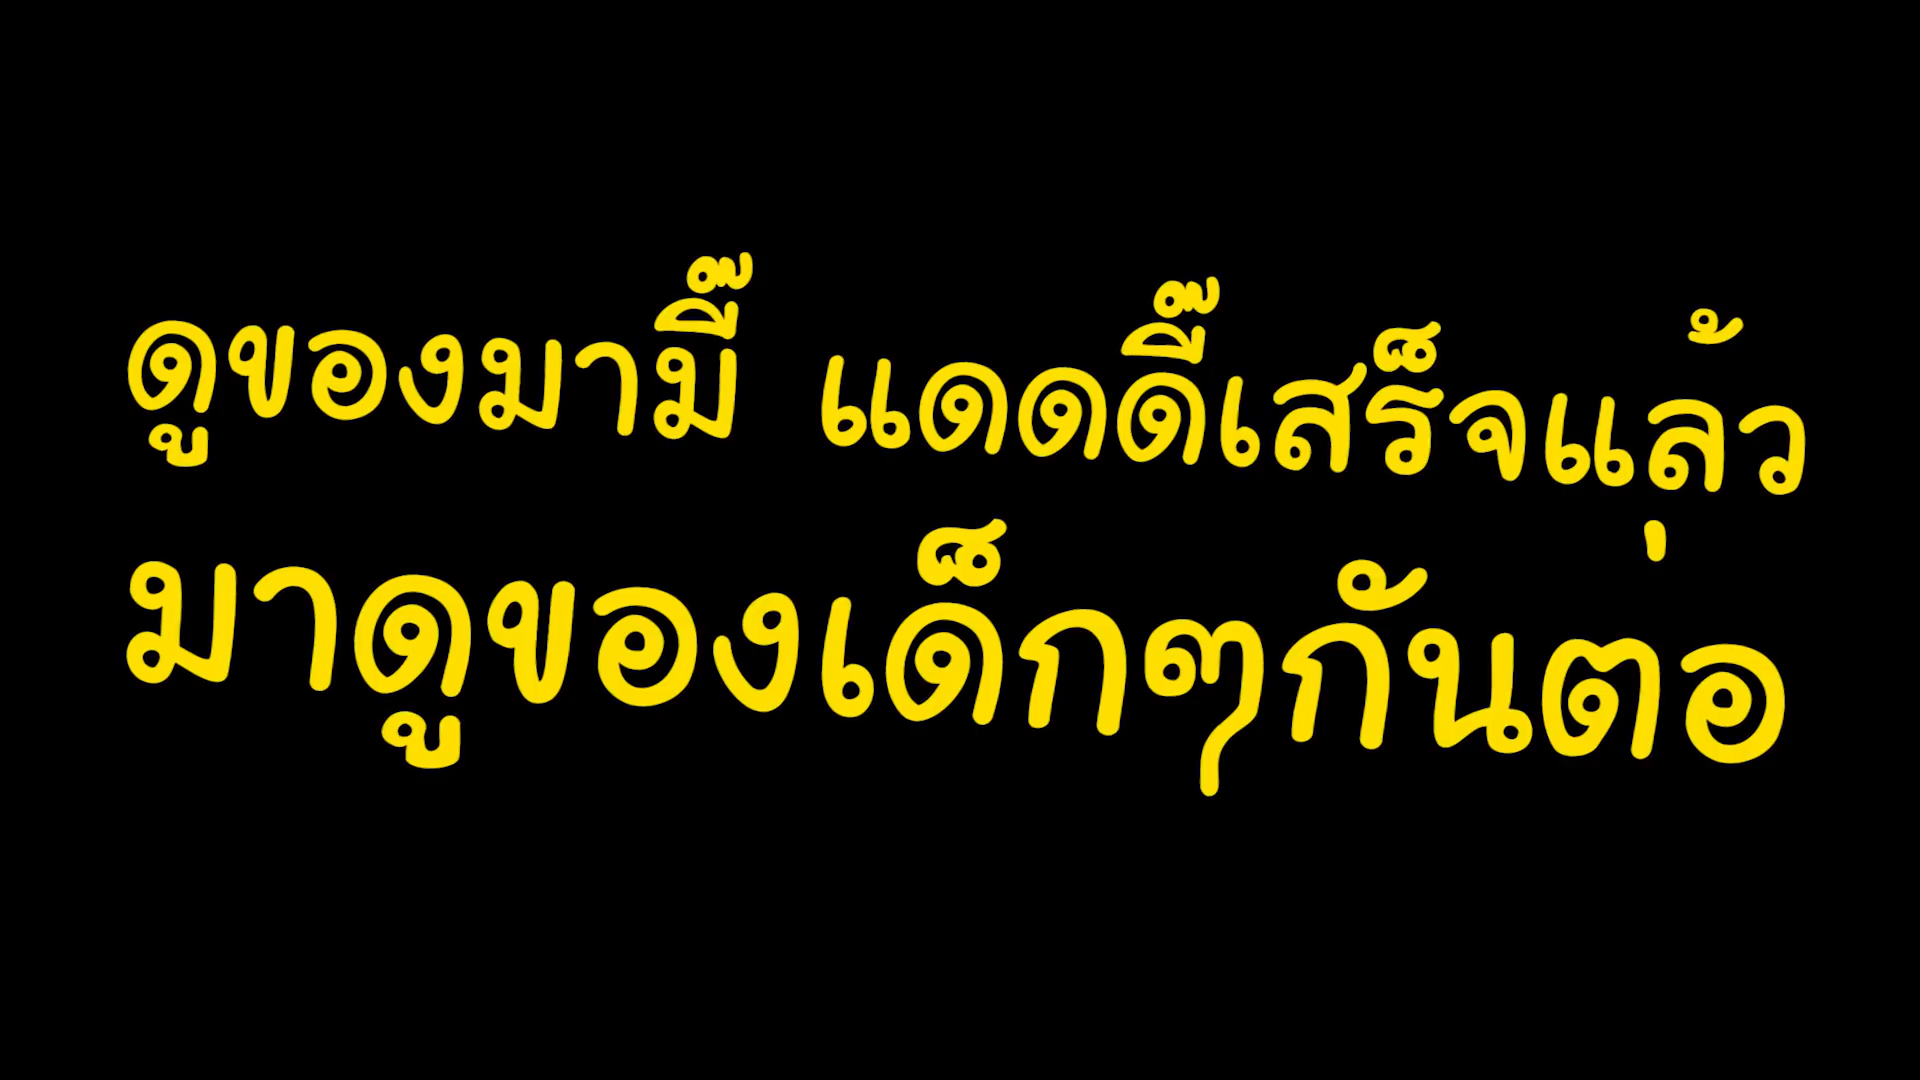 ดูของมามี๊ แดดดี๊เสร็จแล้ว
มาดูของเด็กๆกันต่อ